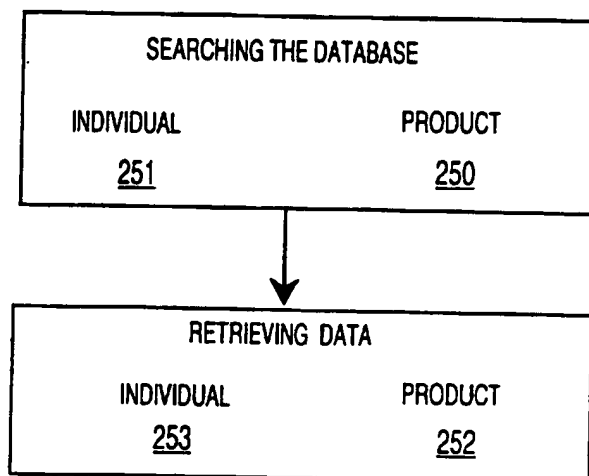 SEARCHING THE DATABASE
INDIVIDUAL PRODUCT
251 250
RETRIEVING DATA
INDIVIDUAL PRODUCT
253 252